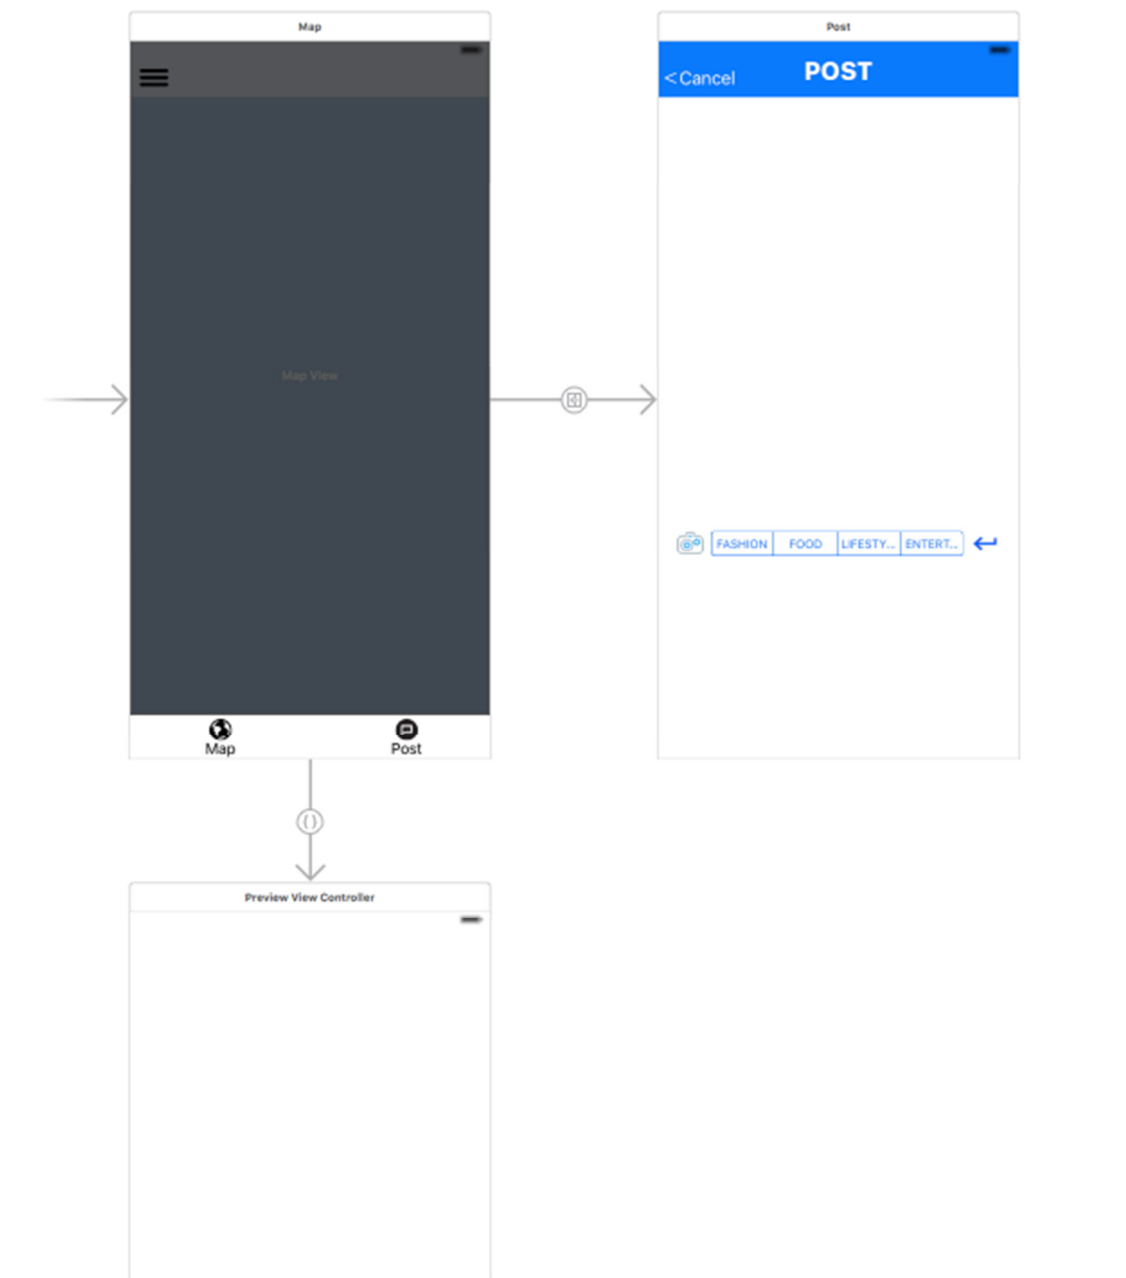 Map
Post
<Cancel
POST
Map View
FASHION
FOOD
LIFESTY...
ENTERT...
Map
Post
Preview View Controller